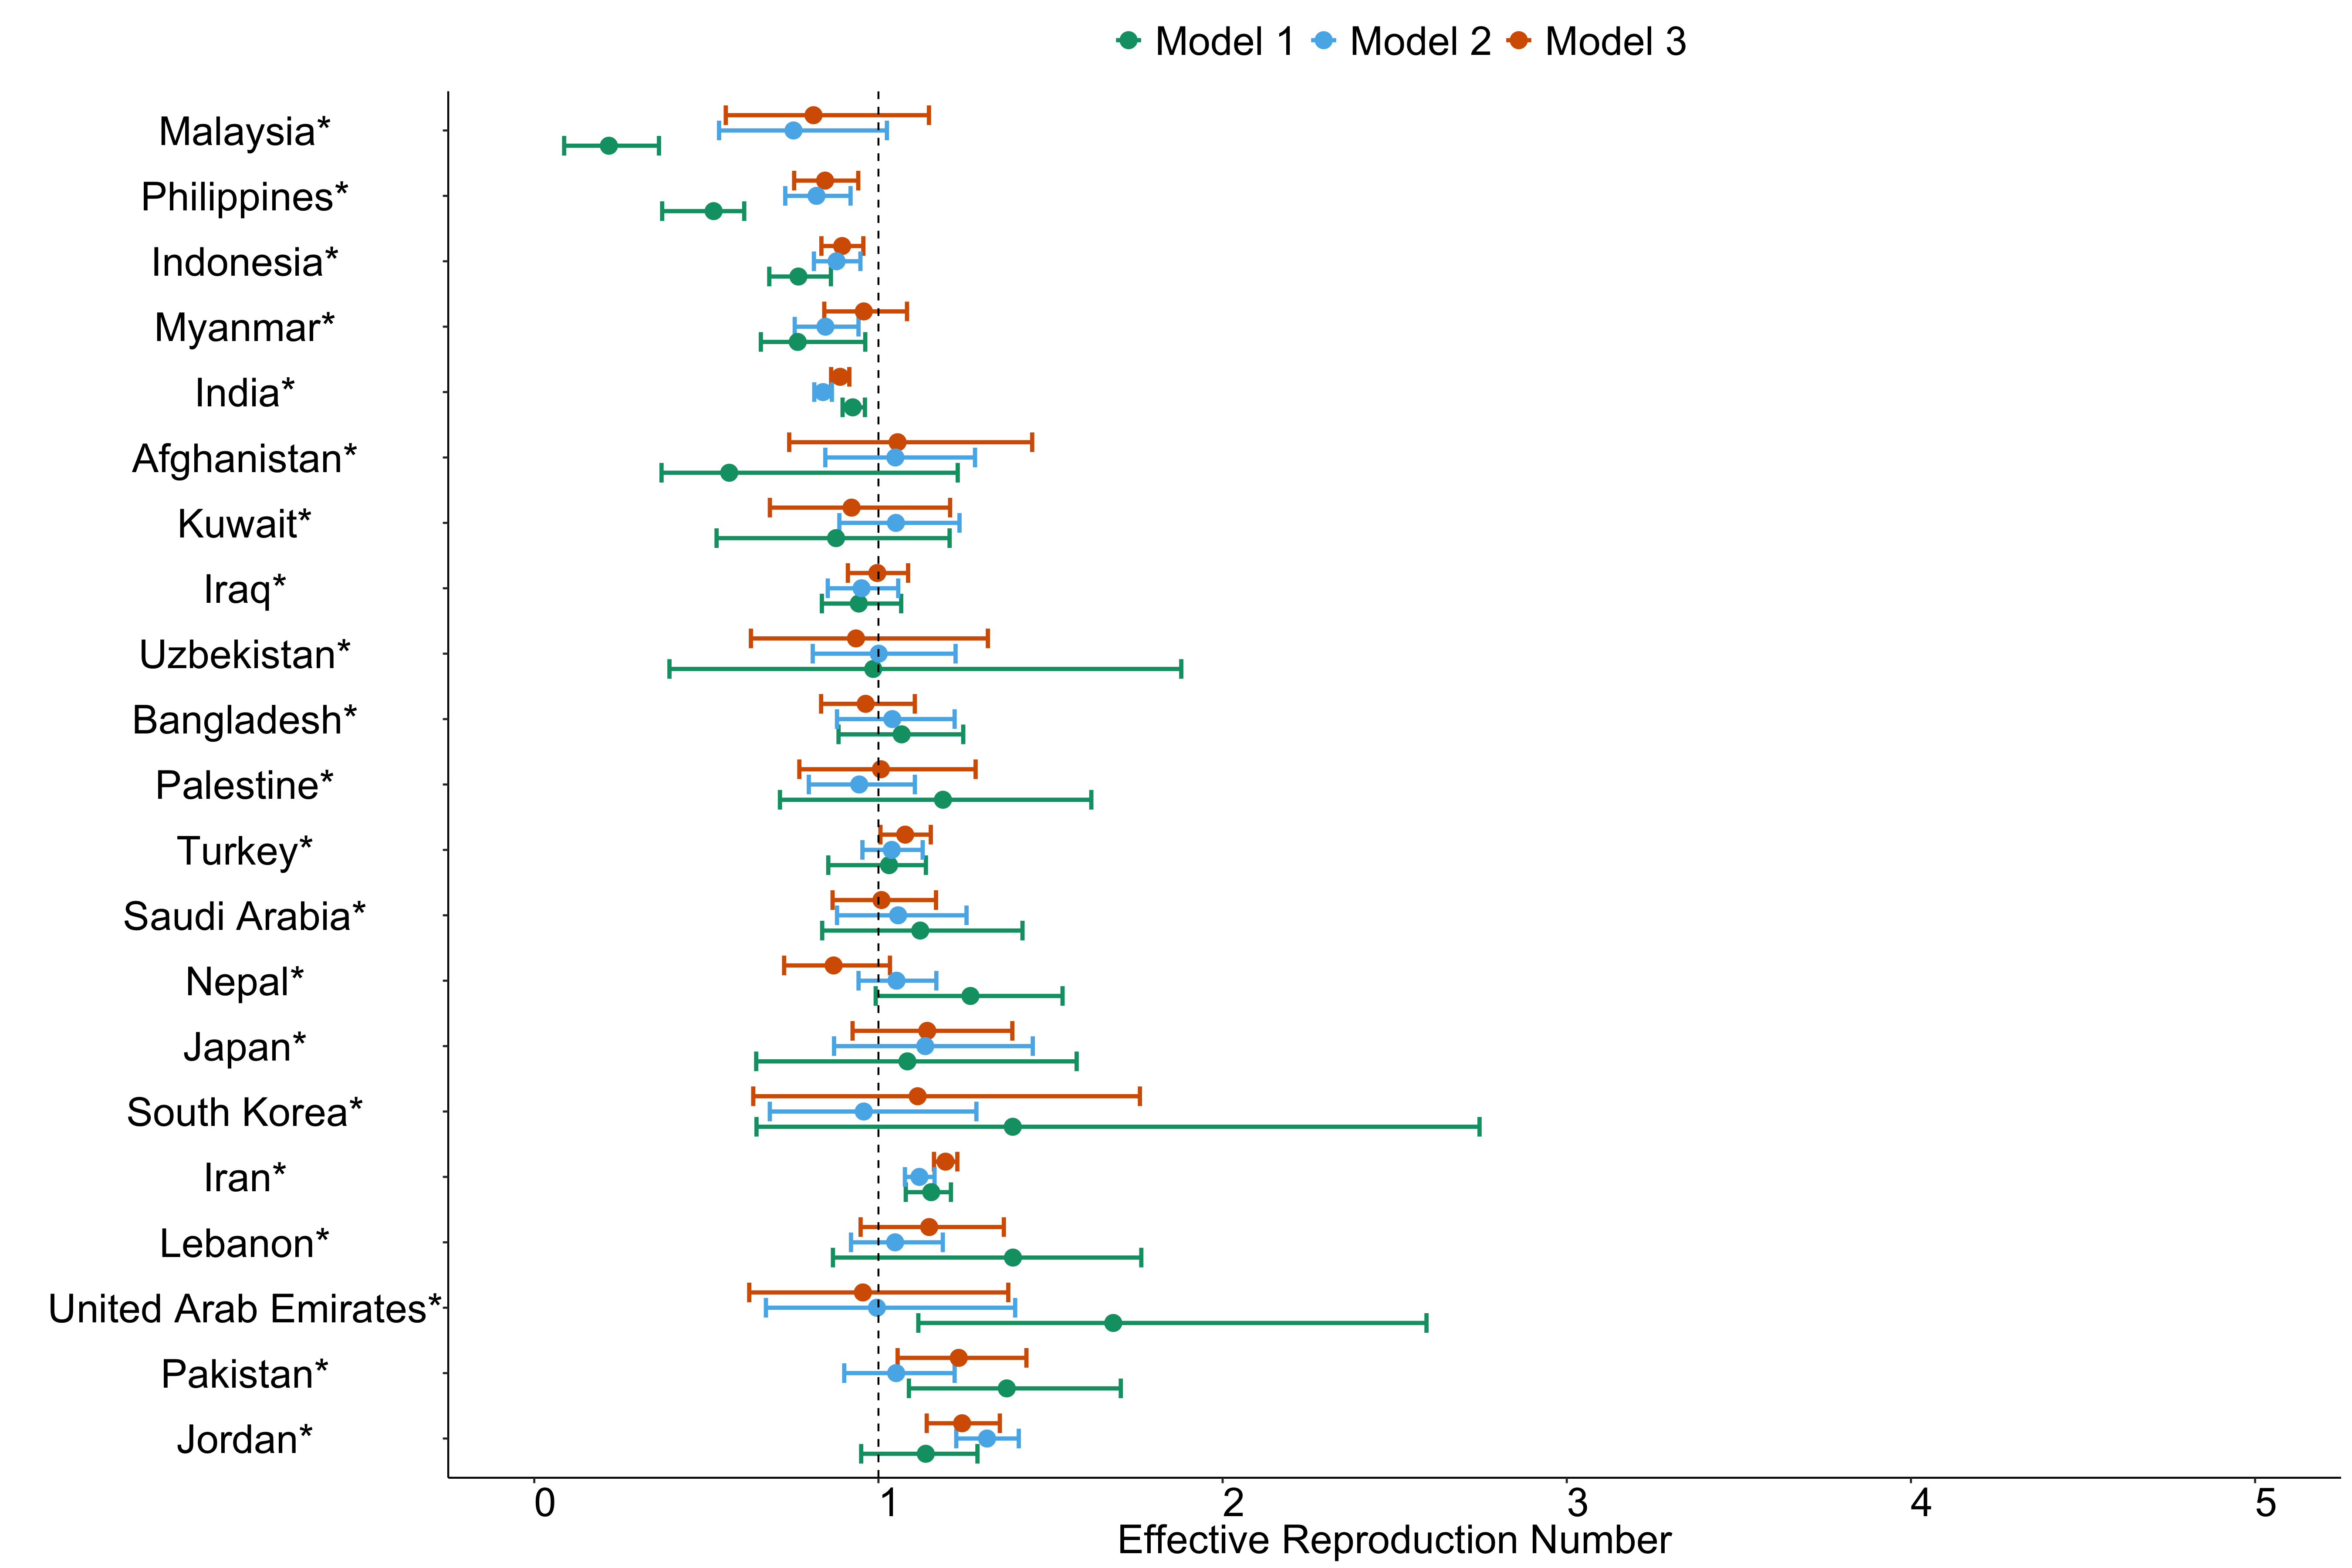 Model 1 Model 2 Model 3
Malaysia*
Philippines*
Indonesia*
Myanmar*
India*
Afghanistan*
Kuwait*
Iraq*
Uzbekistan*
Bangladesh*
Palestine*
Turkey*
Saudi Arabia*
Nepal*
Japan*
South Korea*
Iran*
Lebanon*
United Arab Emirates*
Pakistan*
Jordan*
0 1 2 3 4 5
Effective Reproduction Number